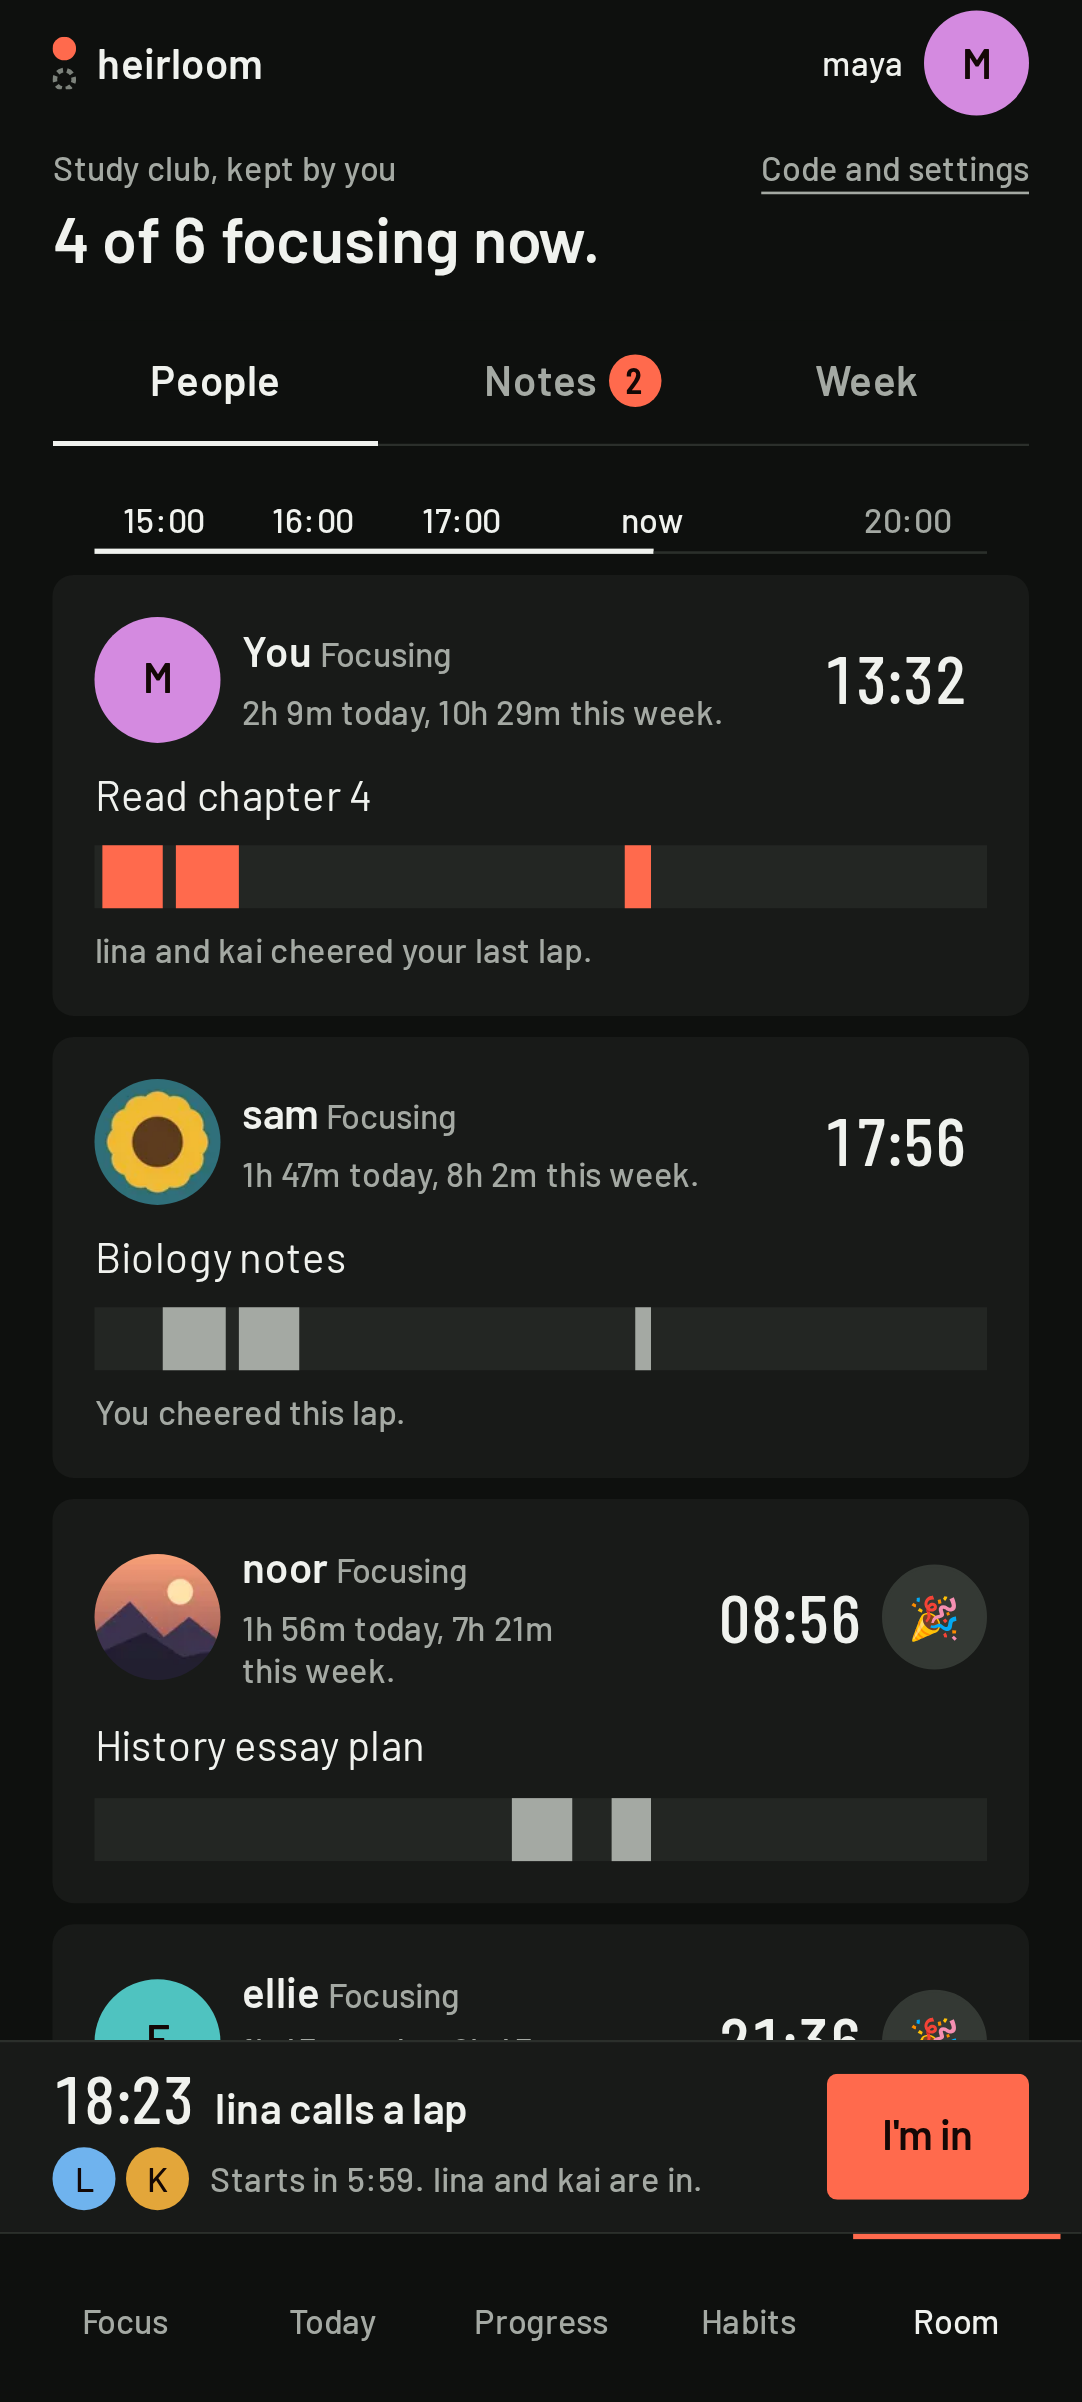 heirloom
maya M
Study club, kept by you
Code and settings
4 of 6 focusing now.
People
Notes 2
Week
15:00 16:00 17:00 now 20:00
M
You Focusing
2h 9m today, 10h 29m this week.
13:32
Read chapter 4
lina and kai cheered your last lap.
sam Focusing
1h 47m today, 8h 2m this week.
17:56
Biology notes
You cheered this lap.
noor Focusing
1h 56m today, 7h 21m
this week.
08:56
History essay plan
E
ellie Focusing
21:36
18:23 lina calls a lap
L K Starts in 5:59. lina and kai are in.
I'm in
Focus
Today
Progress
Habits
Room